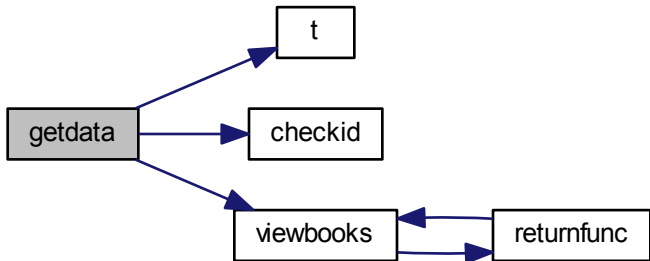 t
getdata
checkid
viewbooks
returnfunc